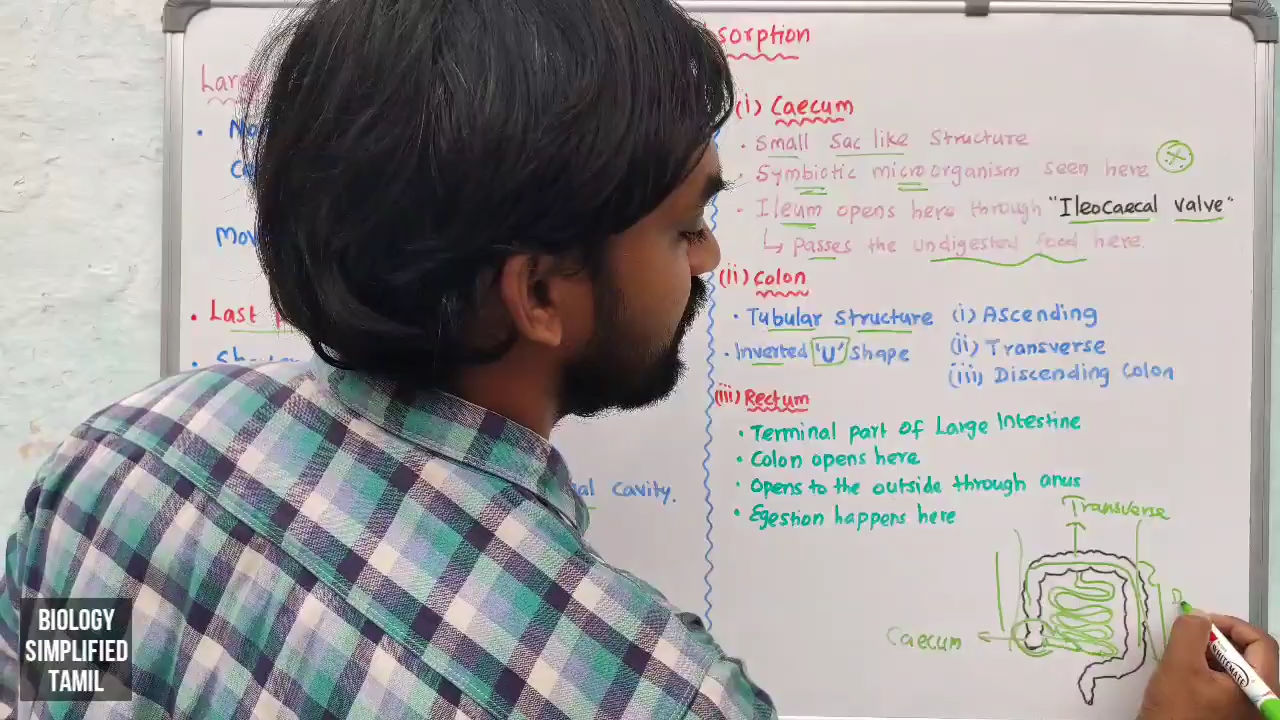 sorption
Larg
(i) Caecum
• Small Sac like Structure
• Symbiotic microorganism seen here
• Ileum opens here through "Ileocaecal valve"
↳ passes the undigested food here.
(ii) Colon
• Tubular structure (i) Ascending
• Inverted 'U' shape (ii) Transverse
(iii) Discending Colon
(iii) Rectum
• Terminal part of Large Intestine
• Colon opens here
• Opens to the outside through anus
• Egestion happens here
Mov
• Last
al cavity.
Transverse
Caecum
D
BIOLOGY
SIMPLIFIED
TAMIL
WHITEMATE